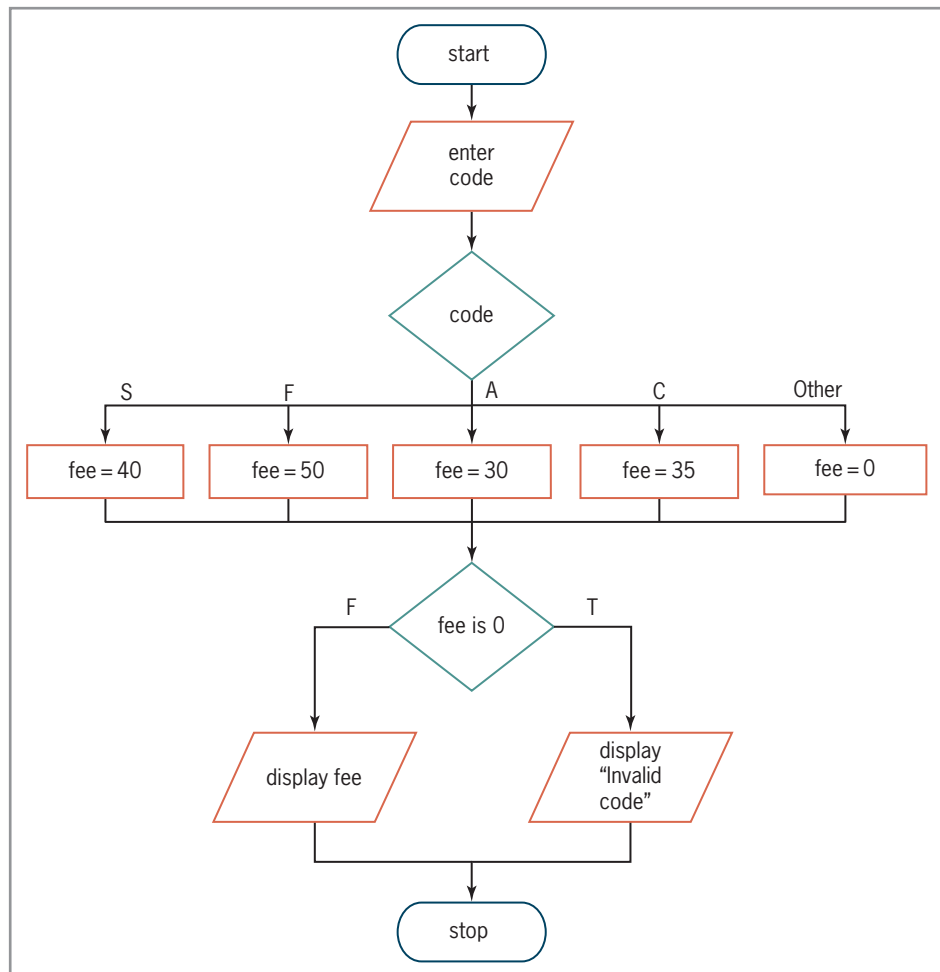 start
enter
code
code
S
F
A
C
Other
fee = 40
fee = 50
fee = 30
fee = 35
fee = 0
F
T
fee is 0
display fee
display
“Invalid
code”
stop